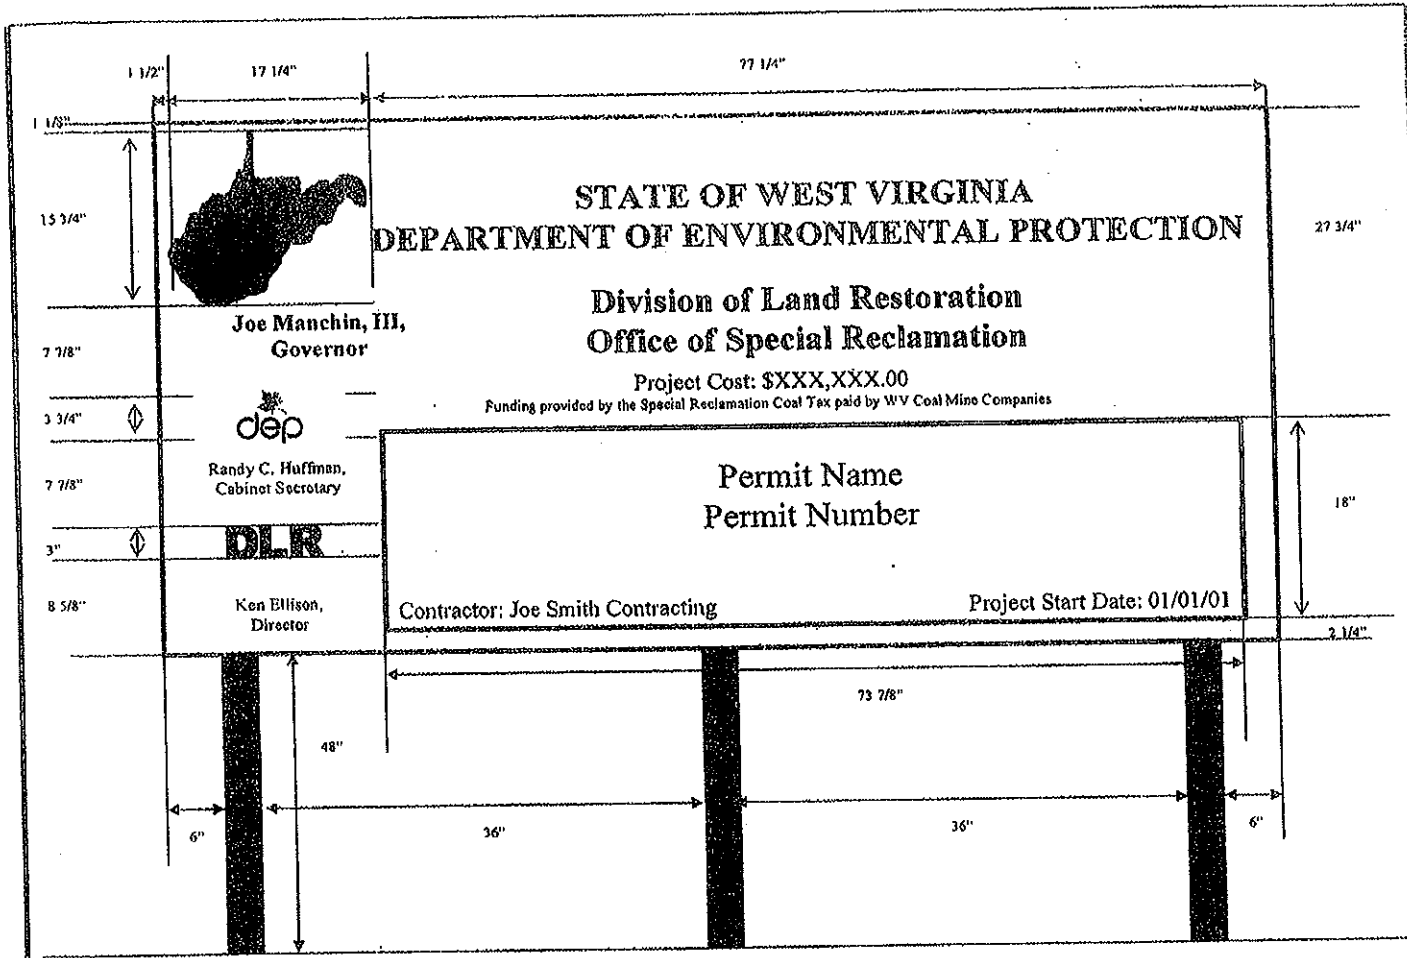 1 1/2"
17 1/4"
77 1/4"
1 1/8"
15 3/4"
27 3/4"
STATE OF WEST VIRGINIA
DEPARTMENT OF ENVIRONMENTAL PROTECTION
Division of Land Restoration
Office of Special Reclamation
Project Cost: $XXX,XXX.00
Funding provided by the Special Reclamation Coal Tax paid by WV Coal Mine Companies
Joe Manchin, III,
Governor
7 7/8"
3 3/4"
dep
Randy C. Huffman,
Cabinet Secretary
7 7/8"
DLR
3"
Ken Ellison,
Director
8 5/8"
Permit Name
Permit Number
Contractor: Joe Smith Contracting
Project Start Date: 01/01/01
18"
2 1/4"
73 7/8"
48"
6"
36"
36"
6"